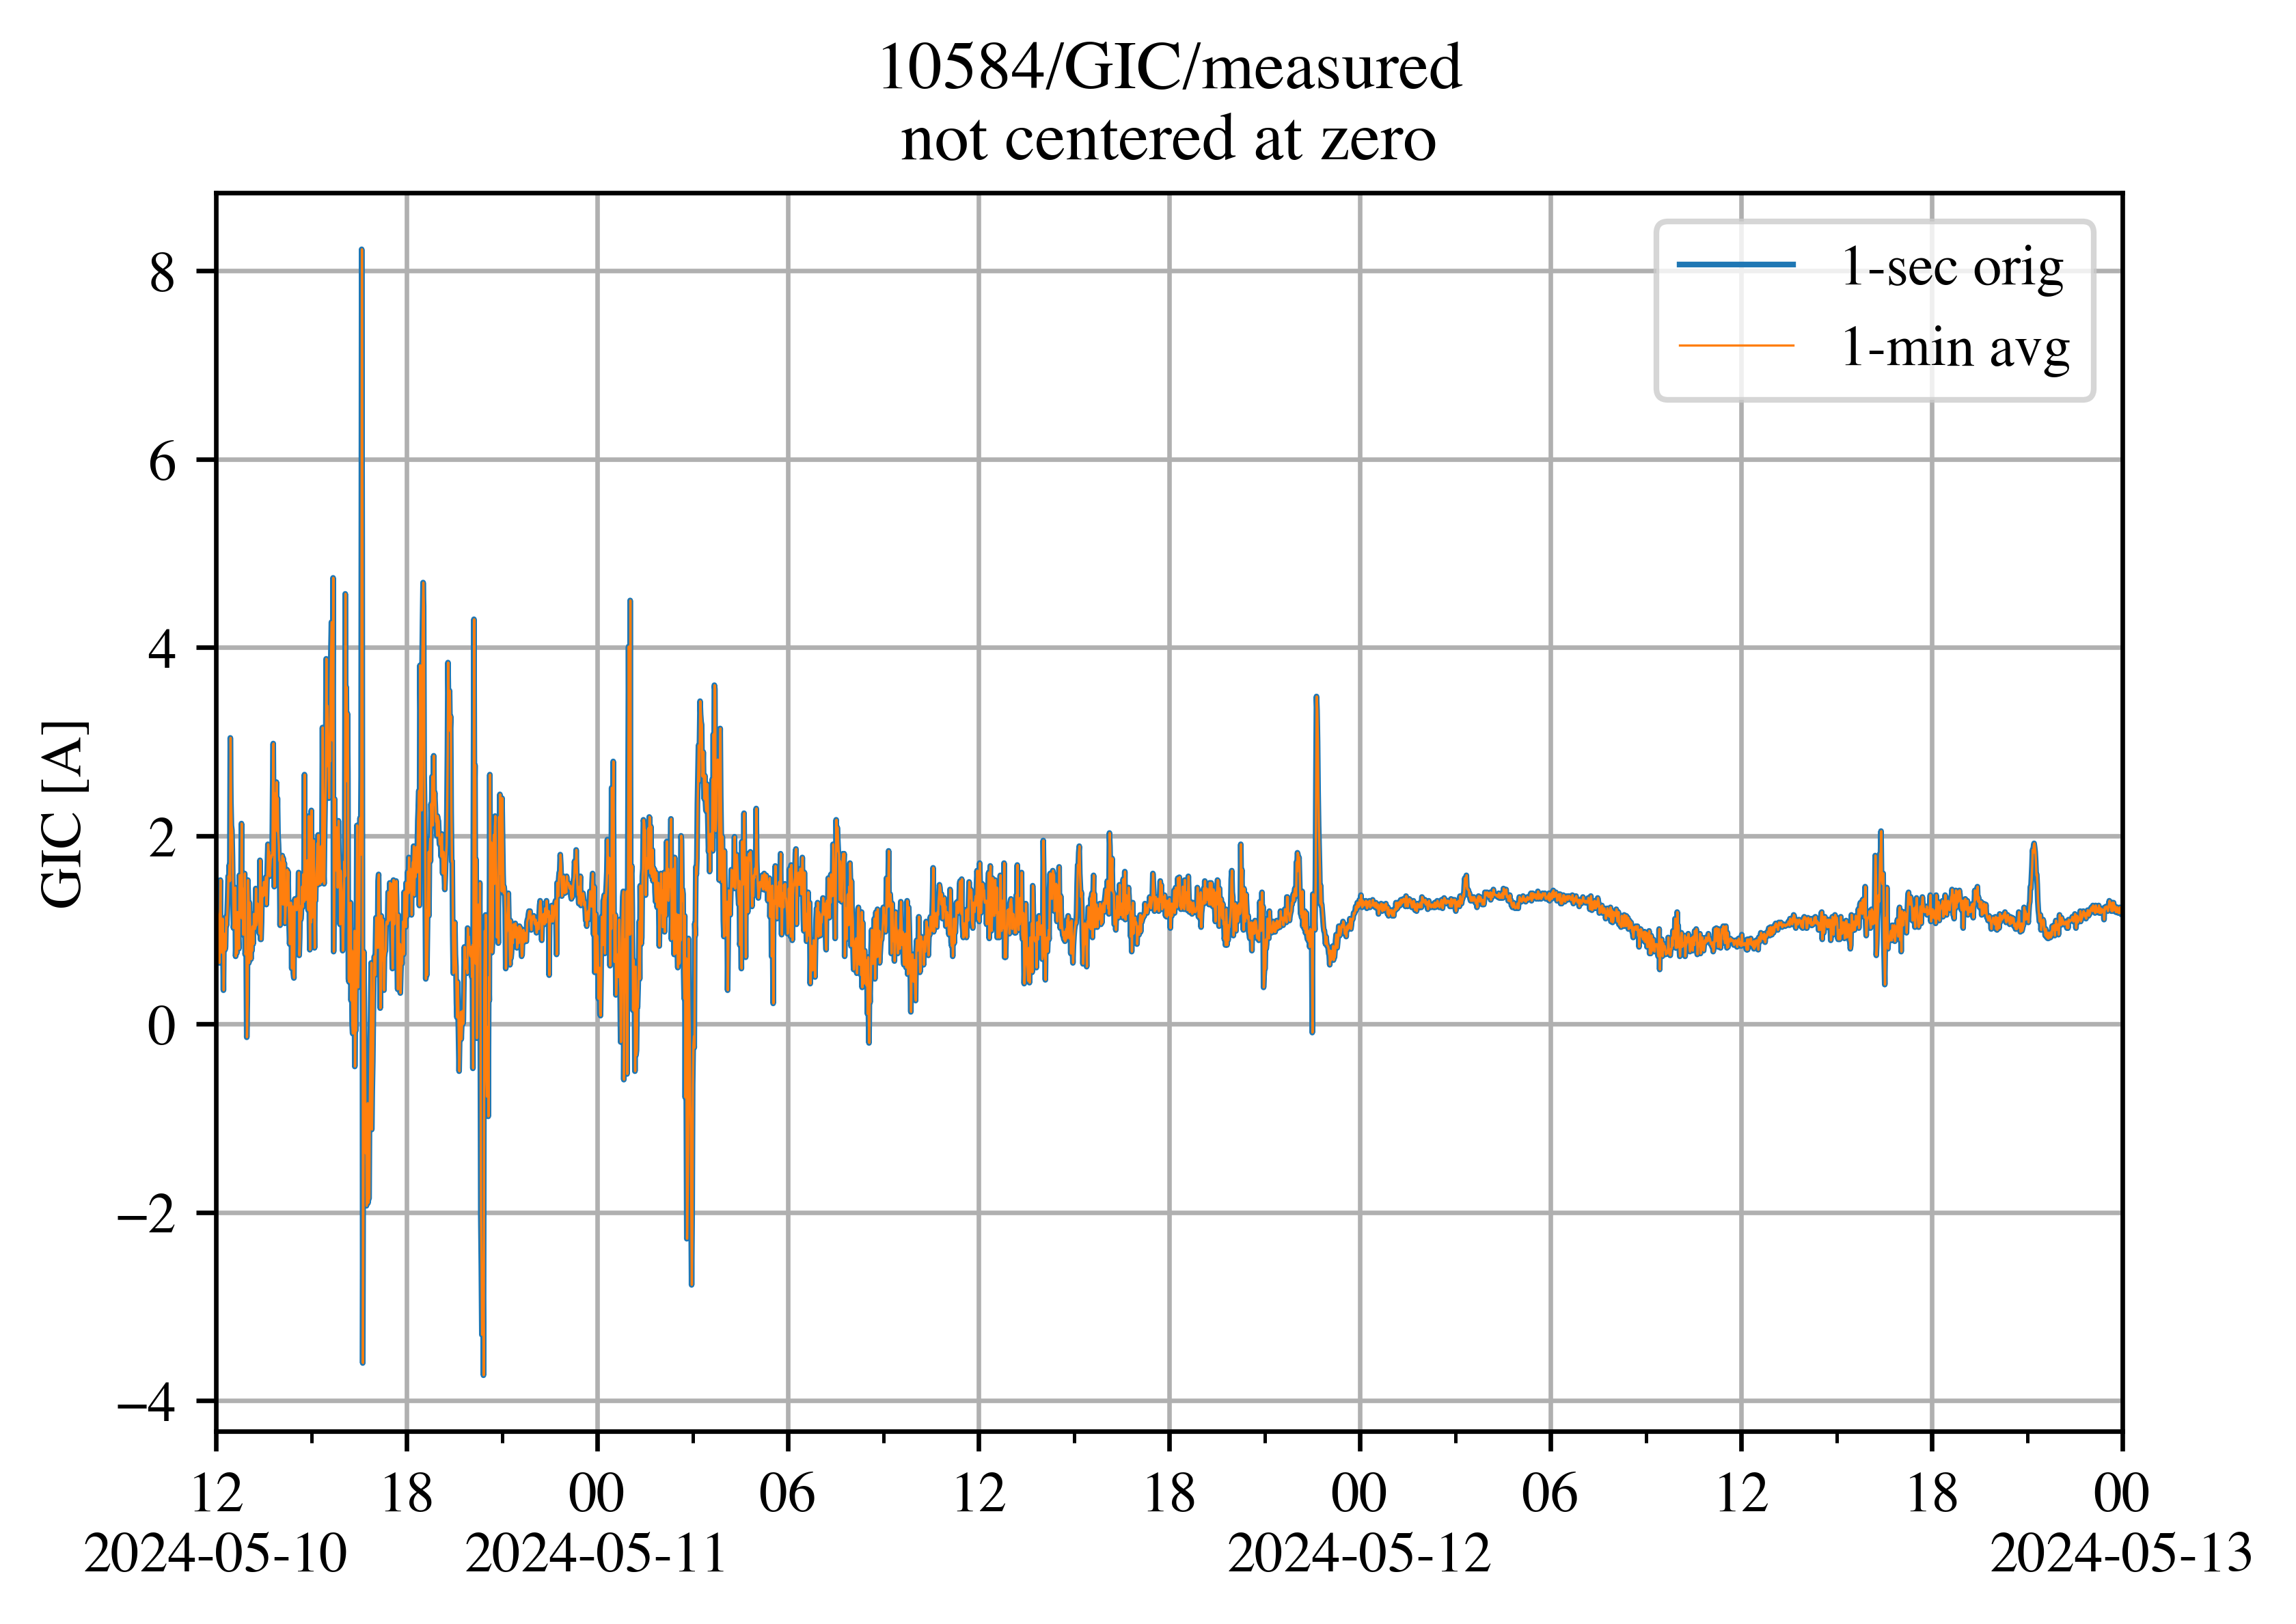 10584/GIC/measured
not centered at zero
1-sec orig
1-min avg
GIC [A]
8
6
4
2
0
−2
−4
12 18 00 06 12 18 00 06 12 18 00
2024-05-10 2024-05-11 2024-05-12 2024-05-13